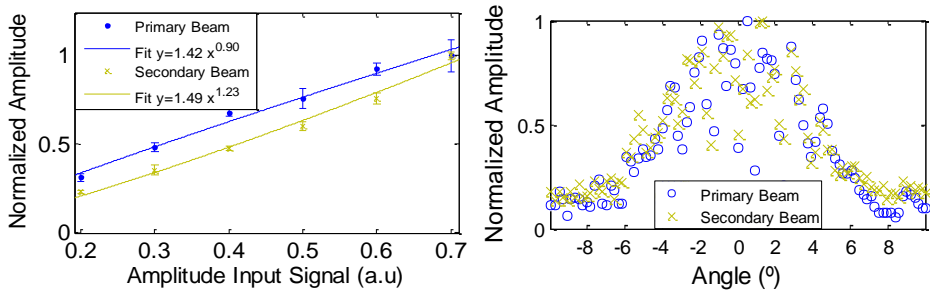 Normalized Amplitude
1
0.5
0
Primary Beam
Fit y=1.42 x^0.90
Secondary Beam
Fit y=1.49 x^1.23
0.2 0.3 0.4 0.5 0.6 0.7
Amplitude Input Signal (a.u)
Normalized Amplitude
1
0.5
0
Primary Beam
Secondary Beam
-8 -6 -4 -2 0 2 4 6 8
Angle (º)